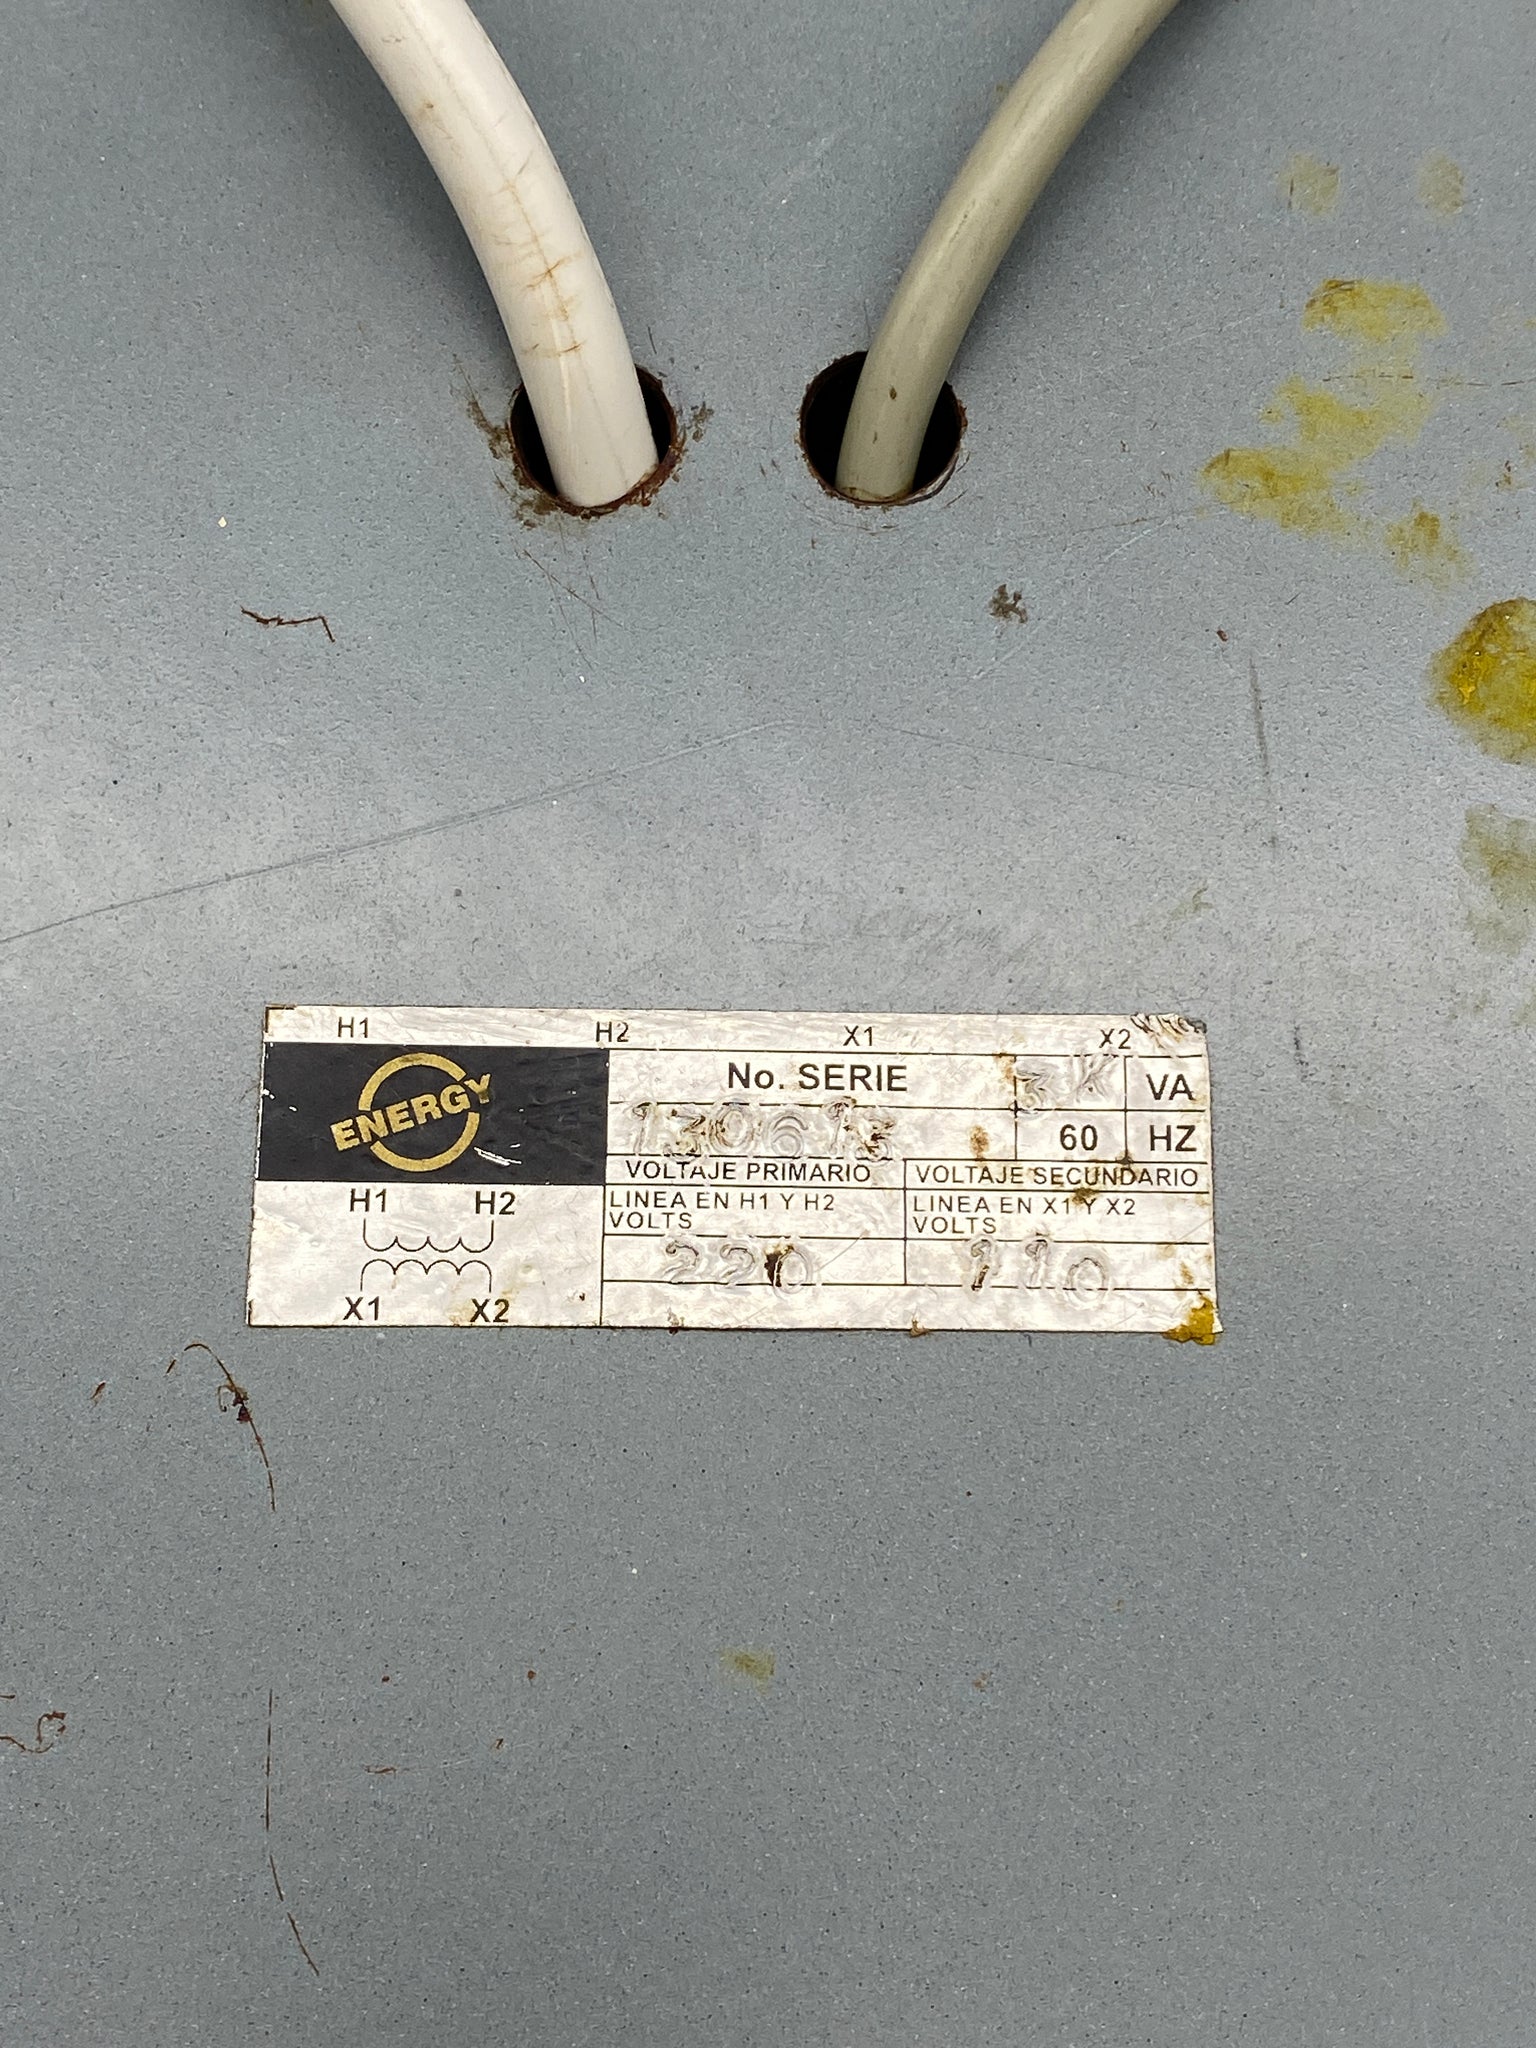 H1 H2 X1 X2
ENERGY
No. SERIE 3K VA
130613 60 HZ
VOLTAJE PRIMARIO VOLTAJE SECUNDARIO
LINEA EN H1 Y H2 LINEA EN X1 Y X2
VOLTS VOLTS
220 110
H1 H2
X1 X2